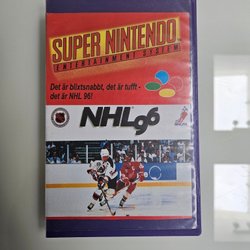 SUPER NINTENDO
ENTERTAINMENT SYSTEM
Det är blixtsnabbt, det är tufft -
det är NHL 96!
NHL96